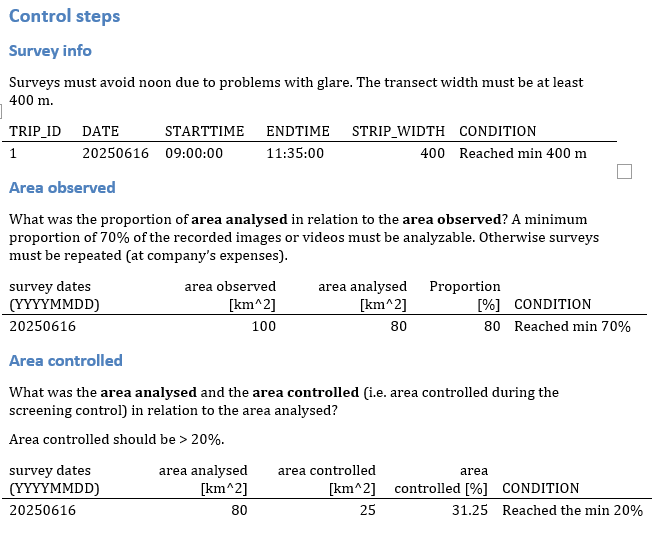 Control steps
Survey info
Surveys must avoid noon due to problems with glare. The transect width must be at least
400 m.
TRIP_ID DATE STARTTIME ENDTIME STRIP_WIDTH CONDITION
1 20250616 09:00:00 11:35:00 400 Reached min 400 m
Area observed
What was the proportion of area analysed in relation to the area observed? A minimum
proportion of 70% of the recorded images or videos must be analyzable. Otherwise surveys
must be repeated (at company's expenses).
survey dates area observed area analysed Proportion
(YYYYMMDD) [km^2] [km^2] [%] CONDITION
20250616 100 80 80 Reached min 70%
Area controlled
What was the area analysed and the area controlled (i.e. area controlled during the
screening control) in relation to the area analysed?
Area controlled should be > 20%.
survey dates area analysed area controlled area
(YYYYMMDD) [km^2] [km^2] controlled [%] CONDITION
20250616 80 25 31.25 Reached the min 20%